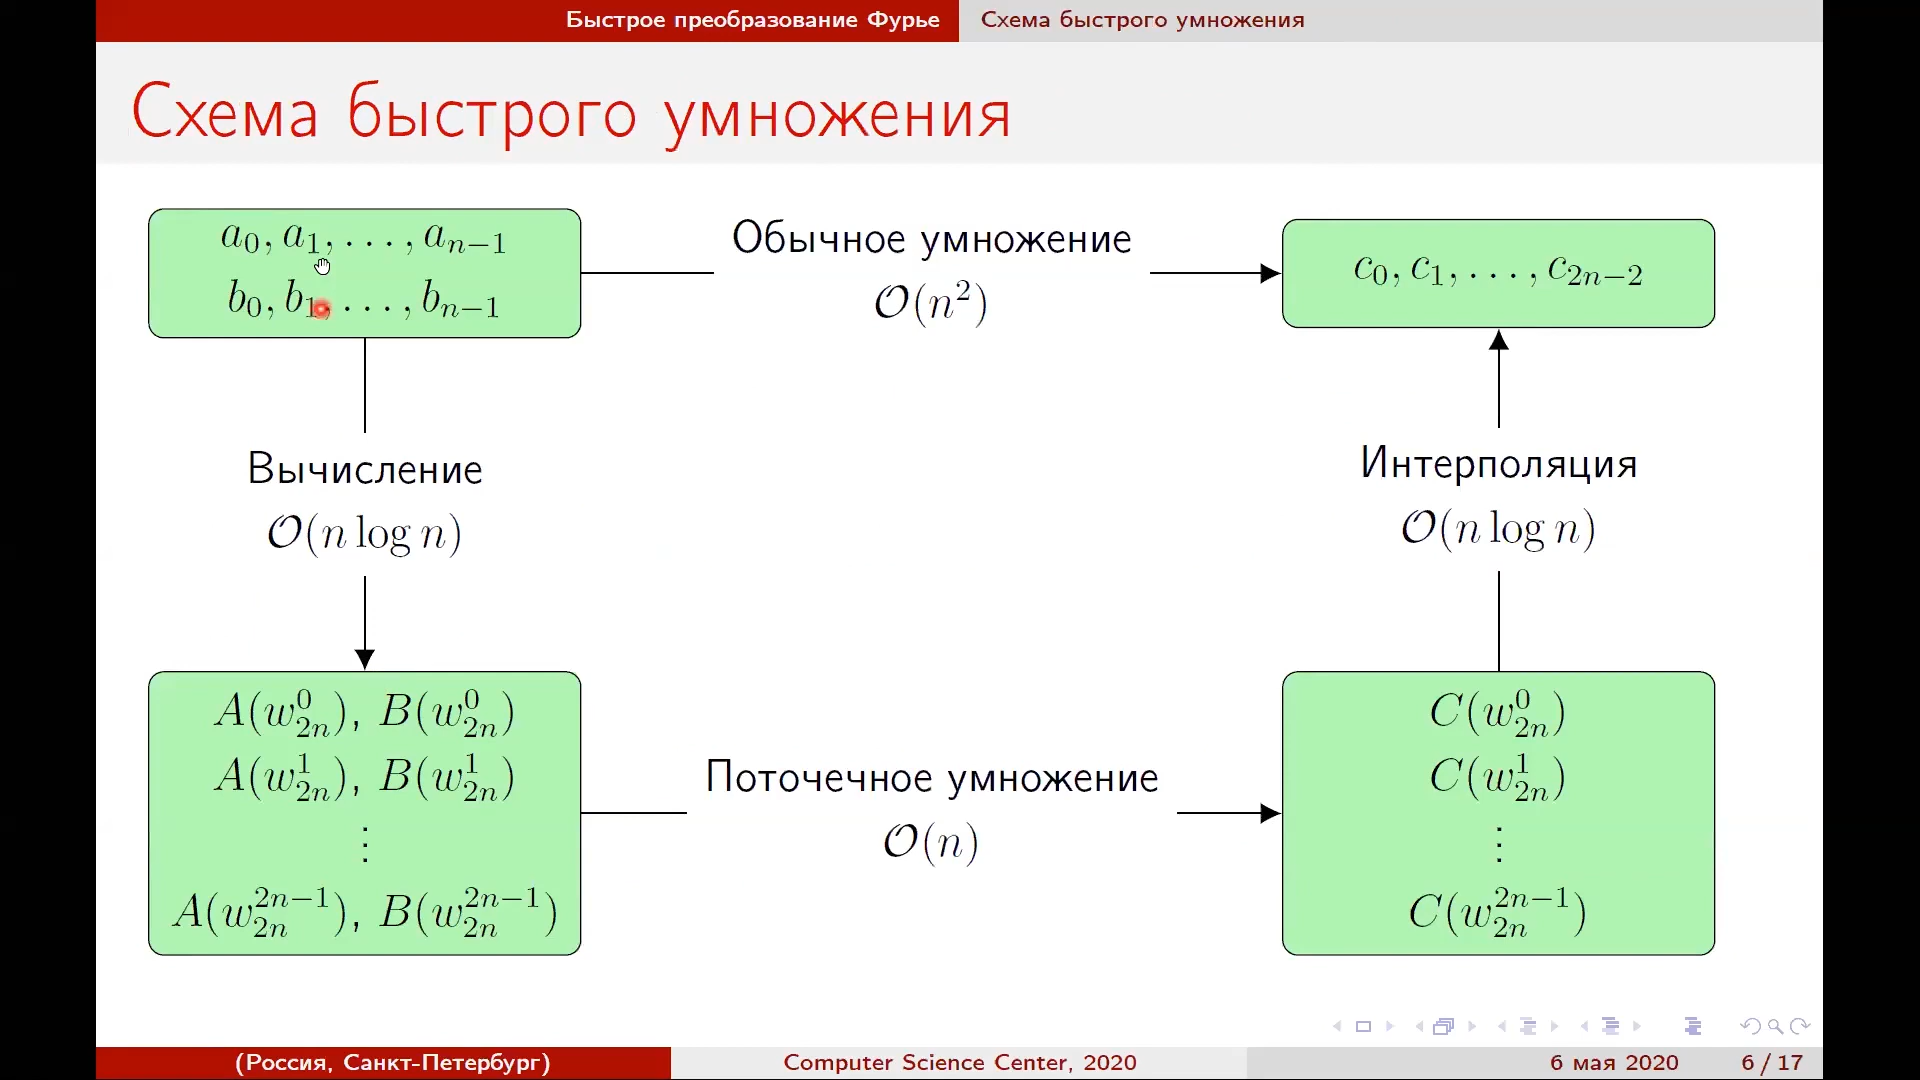 Быстрое преобразование Фурье Схема быстрого умножения
Схема быстрого умножения
a_0, a_1, ..., a_{n-1}
b_0, b_1, ..., b_{n-1}
Обычное умножение
O(n^2)
c_0, c_1, ..., c_{2n-2}
Вычисление
O(n log n)
Интерполяция
O(n log n)
A(w_{2n}^0), B(w_{2n}^0)
A(w_{2n}^1), B(w_{2n}^1)
⋮
A(w_{2n}^{2n-1}), B(w_{2n}^{2n-1})
Поточечное умножение
O(n)
C(w_{2n}^0)
C(w_{2n}^1)
⋮
C(w_{2n}^{2n-1})
(Россия, Санкт-Петербург) Computer Science Center, 2020 6 мая 2020 6 / 17